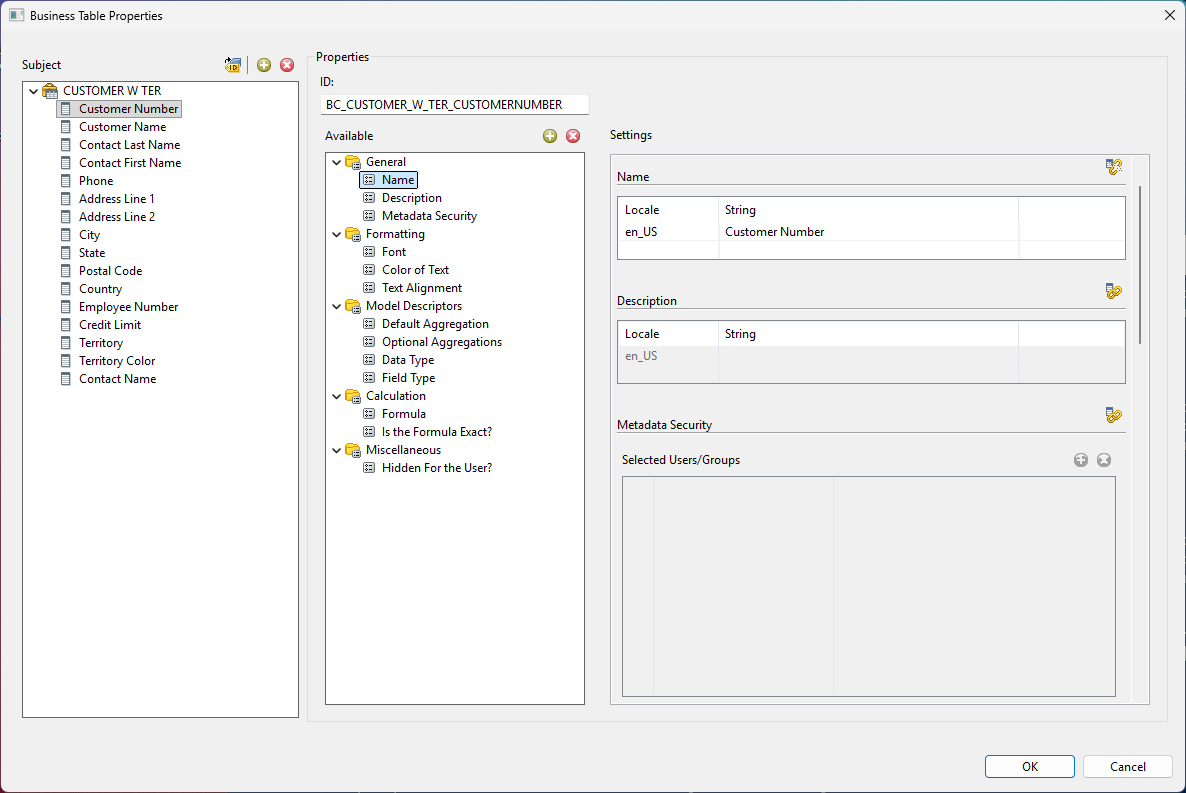 Business Table Properties
Subject
CUSTOMER W TER
Customer Number
Customer Name
Contact Last Name
Contact First Name
Phone
Address Line 1
Address Line 2
City
State
Postal Code
Country
Employee Number
Credit Limit
Territory
Territory Color
Contact Name
Properties
ID:
BC_CUSTOMER_W_TER_CUSTOMERNUMBER
Available
General
Name
Description
Metadata Security
Formatting
Font
Color of Text
Text Alignment
Model Descriptors
Default Aggregation
Optional Aggregations
Data Type
Field Type
Calculation
Formula
Is the Formula Exact?
Miscellaneous
Hidden For the User?
Settings
Name
Locale String
en_US Customer Number
Description
Locale String
en_US
Metadata Security
Selected Users/Groups
OK Cancel